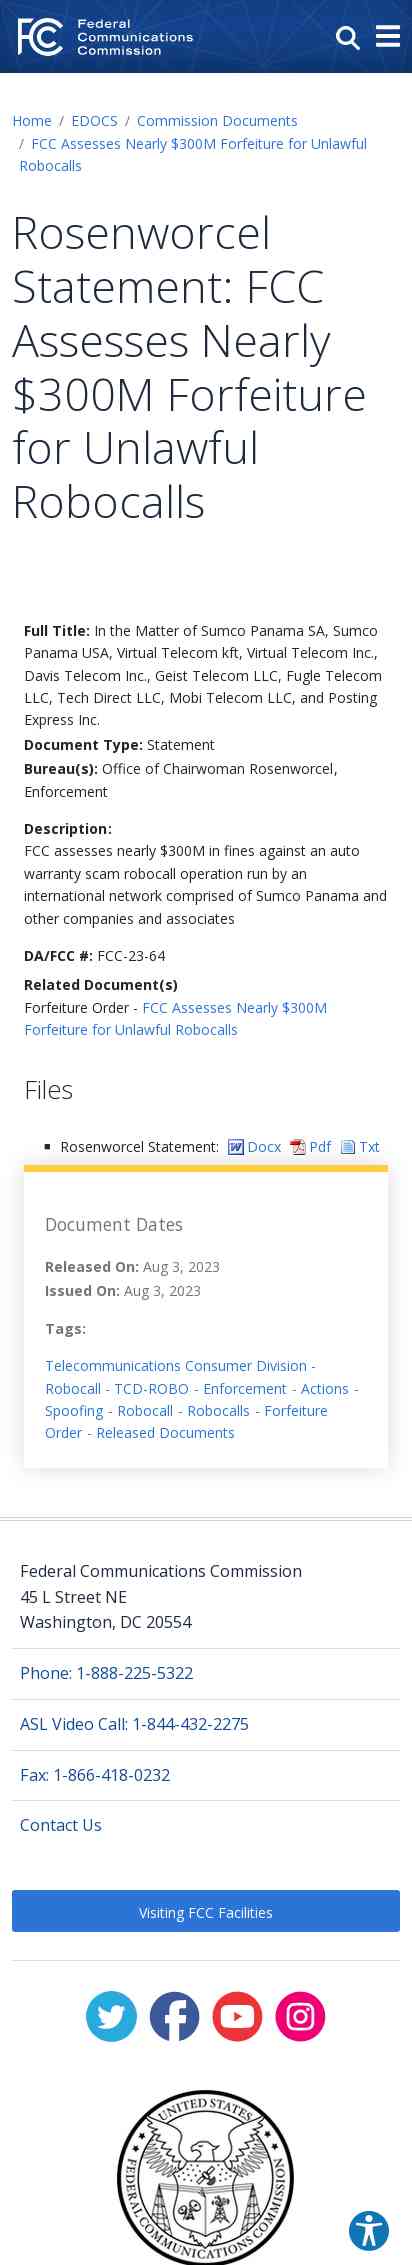 Federal
Communications
Commission
Home / EDOCS / Commission Documents
/ FCC Assesses Nearly $300M Forfeiture for Unlawful
Robocalls
Rosenworcel
Statement: FCC
Assesses Nearly
$300M Forfeiture
for Unlawful
Robocalls
Full Title: In the Matter of Sumco Panama SA, Sumco
Panama USA, Virtual Telecom kft, Virtual Telecom Inc.,
Davis Telecom Inc., Geist Telecom LLC, Fugle Telecom
LLC, Tech Direct LLC, Mobi Telecom LLC, and Posting
Express Inc.
Document Type: Statement
Bureau(s): Office of Chairwoman Rosenworcel,
Enforcement
Description:
FCC assesses nearly $300M in fines against an auto
warranty scam robocall operation run by an
international network comprised of Sumco Panama and
other companies and associates
DA/FCC #: FCC-23-64
Related Document(s)
Forfeiture Order - FCC Assesses Nearly $300M
Forfeiture for Unlawful Robocalls
Files
Rosenworcel Statement: Docx Pdf Txt
Document Dates
Released On: Aug 3, 2023
Issued On: Aug 3, 2023
Tags:
Telecommunications Consumer Division -
Robocall - TCD-ROBO - Enforcement - Actions -
Spoofing - Robocall - Robocalls - Forfeiture
Order - Released Documents
Federal Communications Commission
45 L Street NE
Washington, DC 20554
Phone: 1-888-225-5322
ASL Video Call: 1-844-432-2275
Fax: 1-866-418-0232
Contact Us
Visiting FCC Facilities
UNITED STATES
FEDERAL COMMUNICATIONS COMMISSION